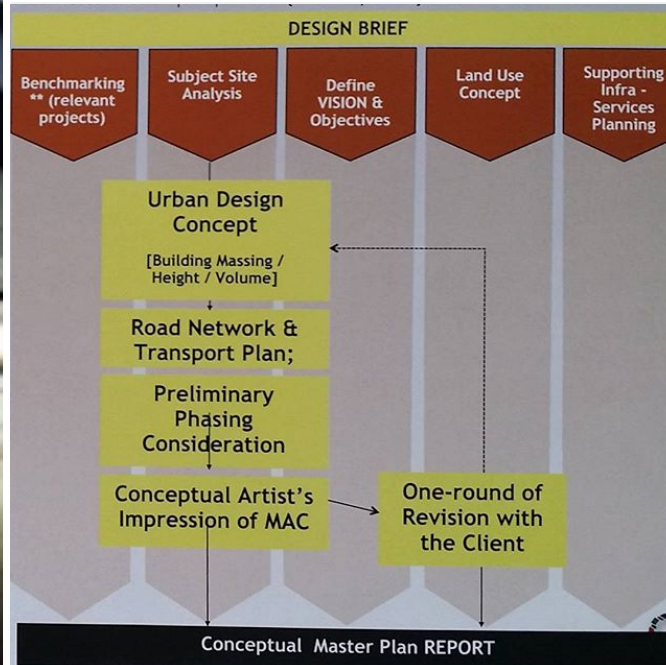 DESIGN BRIEF
Benchmarking
** (relevant
projects)
Subject Site
Analysis
Define
VISION &
Objectives
Land Use
Concept
Supporting
Infra -
Services
Planning
Urban Design
Concept
[Building Massing /
Height / Volume]
Road Network &
Transport Plan;
Preliminary
Phasing
Consideration
Conceptual Artist's
Impression of MAC
One-round of
Revision with
the Client
Conceptual Master Plan REPORT